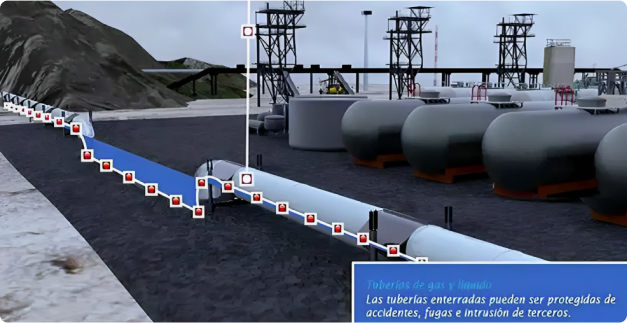 Tuberías de gas y líquido
Las tuberías enterradas pueden ser protegidas de
accidentes, fugas e intrusión de terceros.